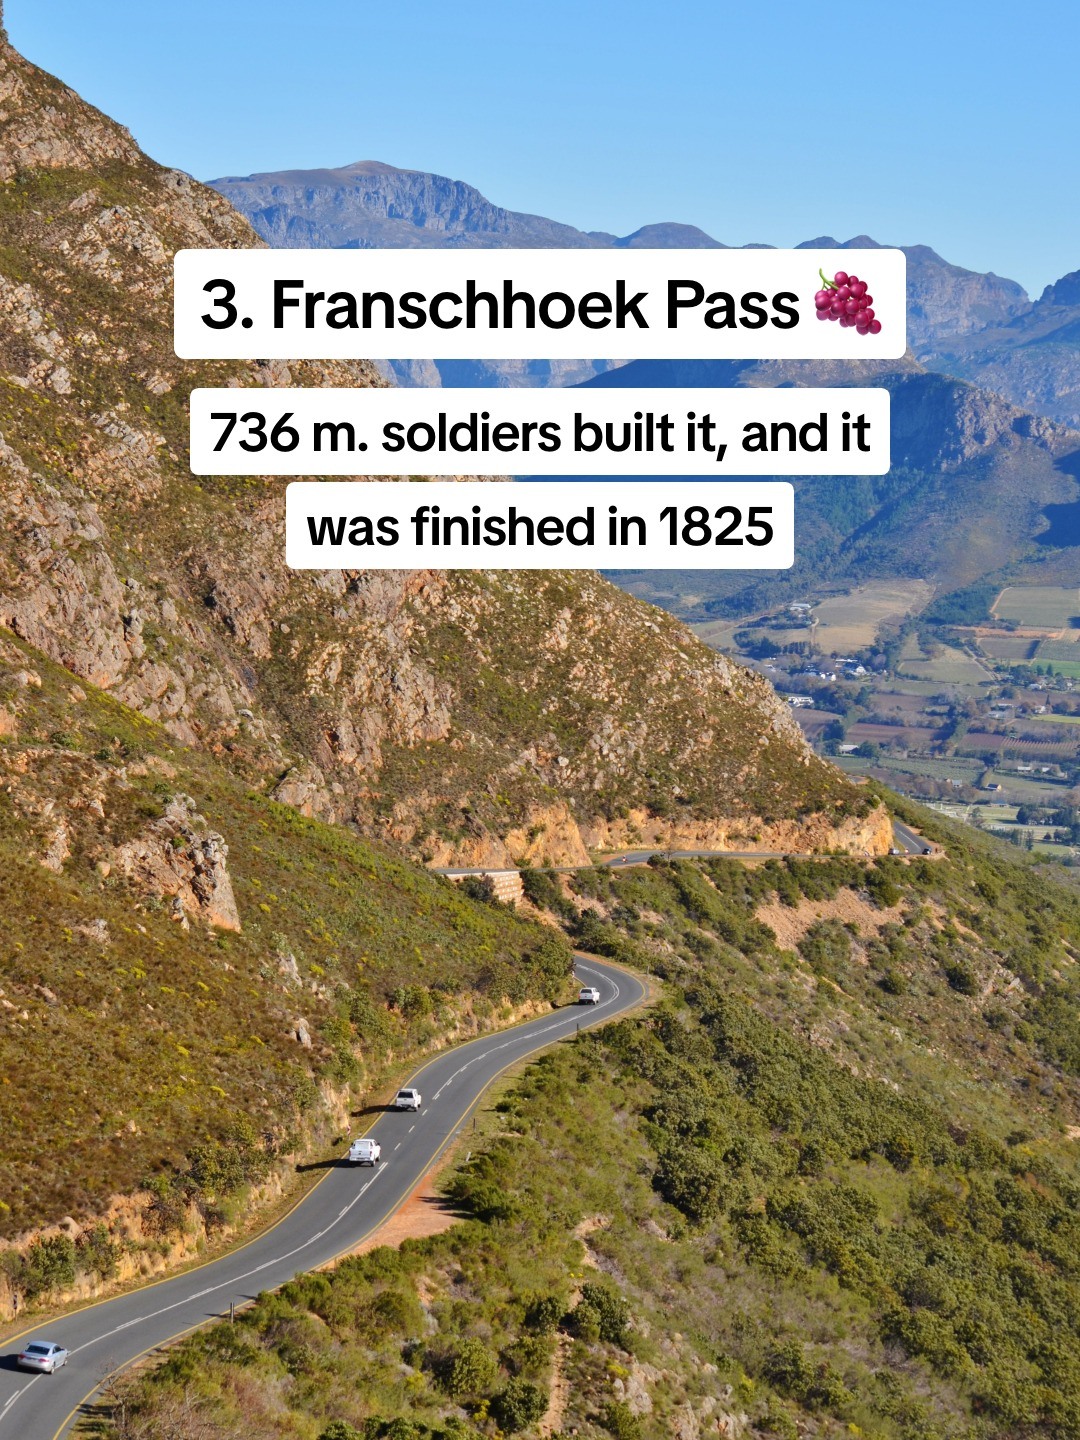 3. Franschhoek Pass 🍇
736 m. soldiers built it, and it
was finished in 1825